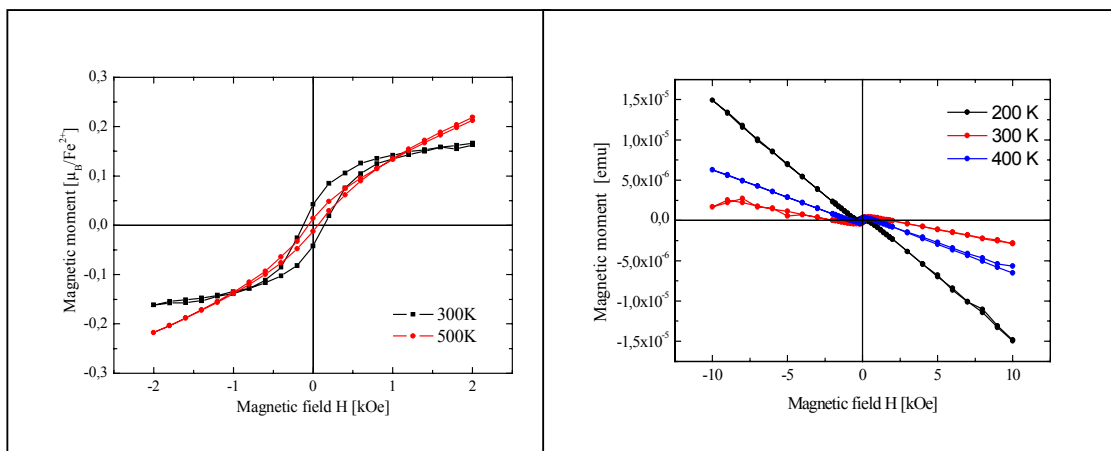 0,3
0,2
0,1
0,0
-0,1
-0,2
-0,3
-2
-1
0
1
2
Magnetic moment [μ_B/Fe²⁺]
Magnetic field H [kOe]
300K
500K
1,5x10⁻⁵
1,0x10⁻⁵
5,0x10⁻⁶
0,0
-5,0x10⁻⁶
-1,0x10⁻⁵
-1,5x10⁻⁵
-10
-5
0
5
10
Magnetic moment [emu]
Magnetic field H [kOe]
200 K
300 K
400 K